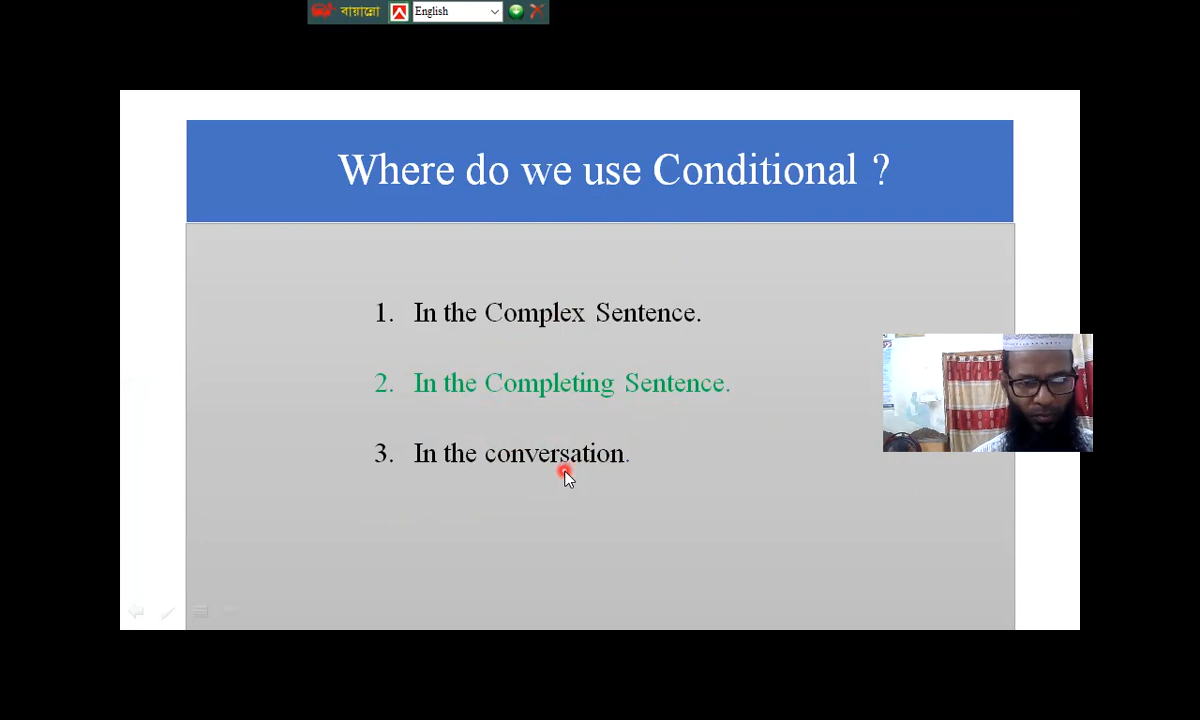 বায়ান্নো English
Where do we use Conditional ?
1. In the Complex Sentence.
2. In the Completing Sentence.
3. In the conversation.